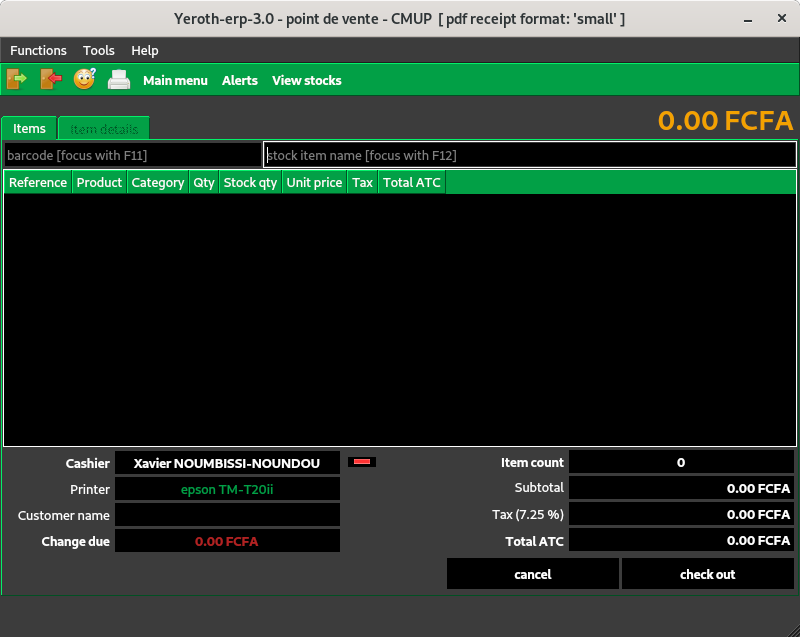 Yeroth-erp-3.0 - point de vente - CMUP [ pdf receipt format: 'small' ]
Functions Tools Help
Main menu Alerts View stocks
0.00 FCFA
Items Item details
barcode [focus with F11] stock item name [focus with F12]
Reference Product Category Qty Stock qty Unit price Tax Total ATC
Cashier Xavier NOUMBISSI-NOUNDOU Item count 0
Printer epson TM-T20ii Subtotal 0.00 FCFA
Customer name Tax (7.25 %) 0.00 FCFA
Change due 0.00 FCFA Total ATC 0.00 FCFA
cancel check out